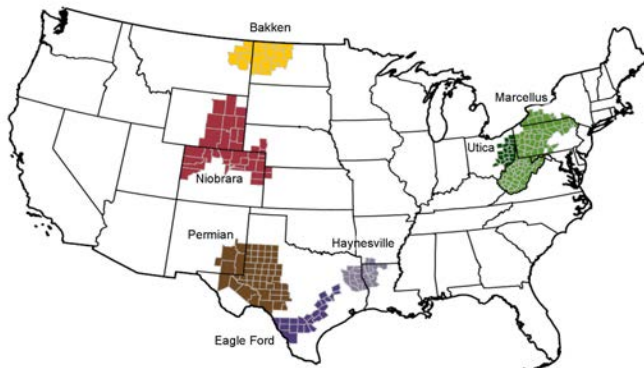 Bakken
Marcellus
Utica
Niobrara
Permian
Haynesville
Eagle Ford